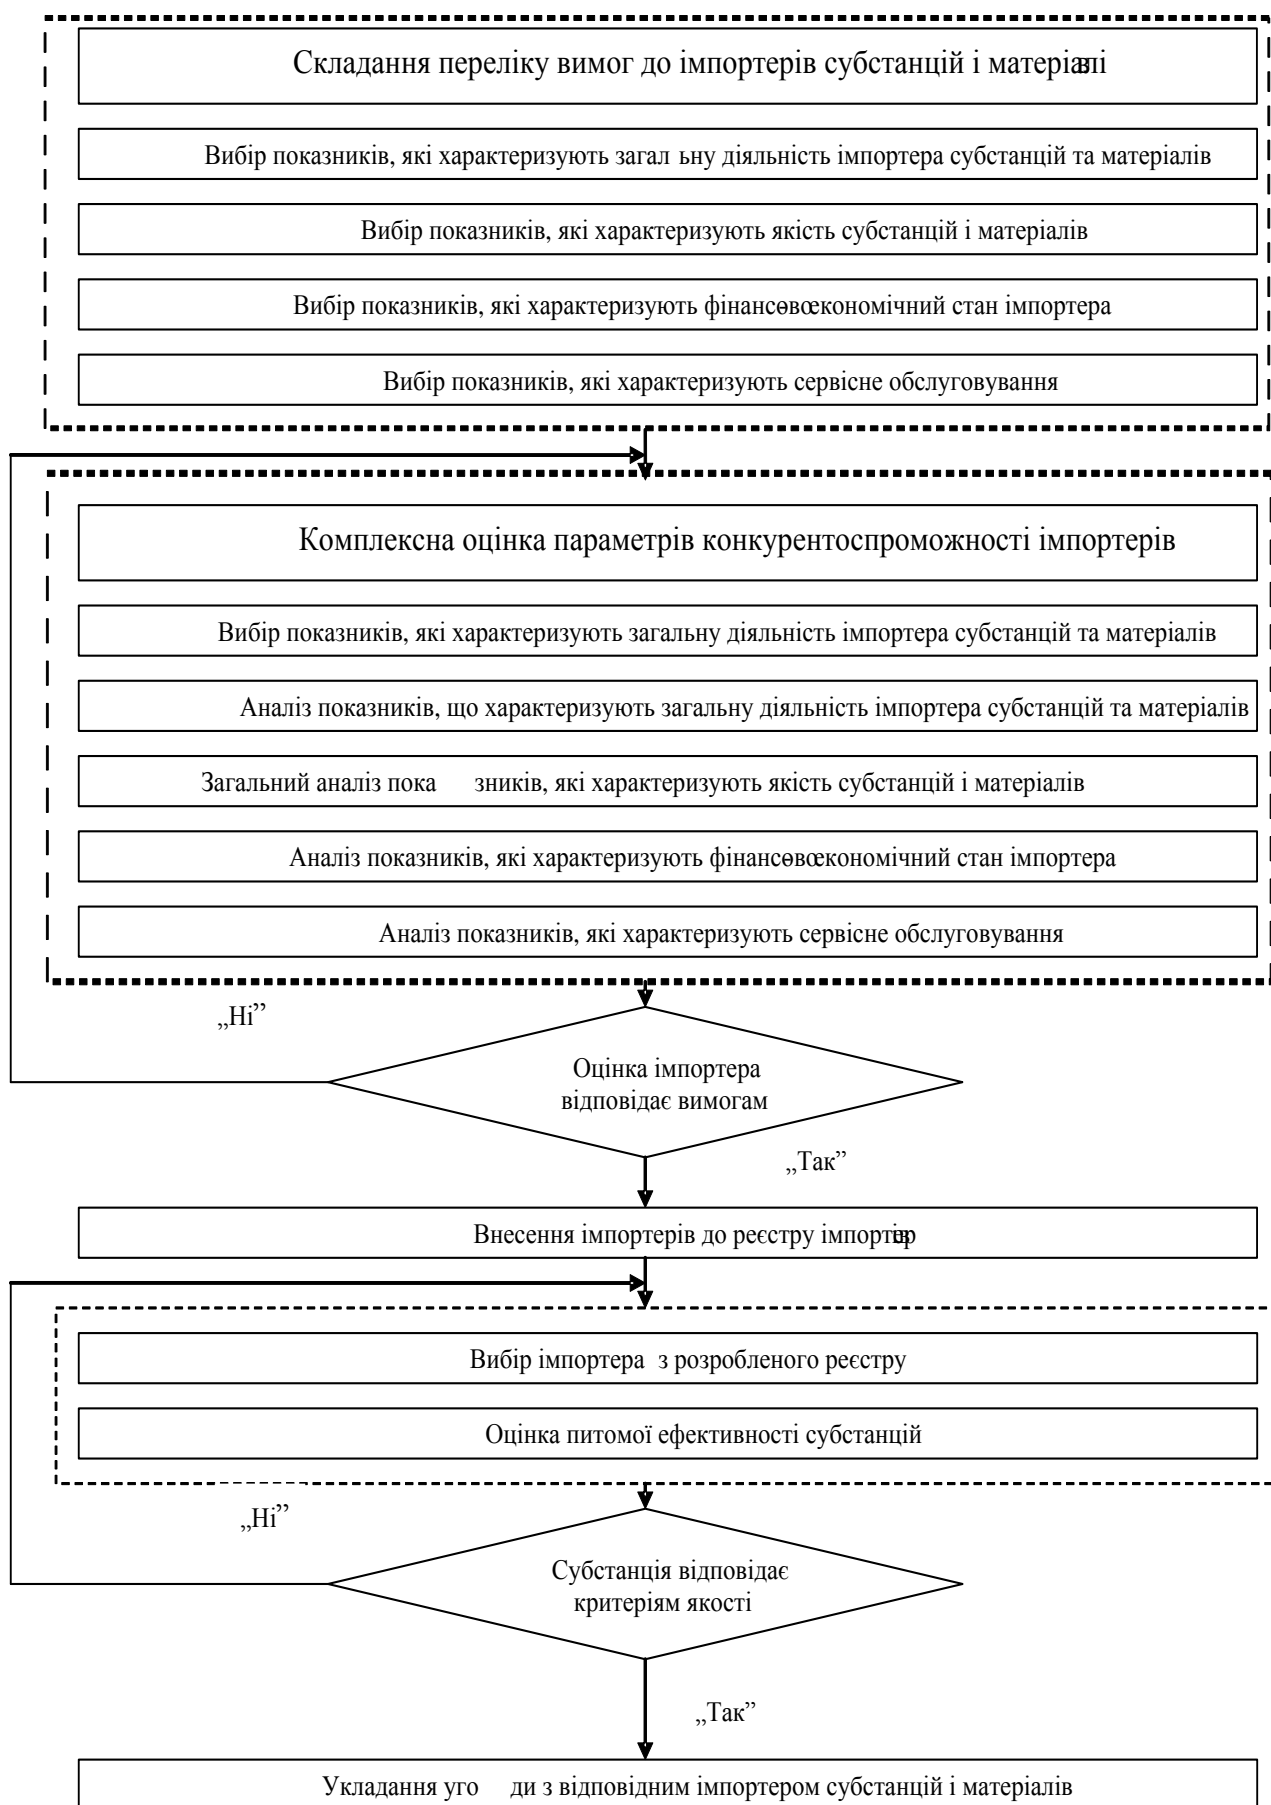 Складання переліку вимог до імпортерів субстанцій і матеріалів
Вибір показників, які характеризують загальну діяльність імпортера субстанцій та матеріалів
Вибір показників, які характеризують якість субстанцій і матеріалів
Вибір показників, які характеризують фінансово-економічний стан імпортера
Вибір показників, які характеризують сервісне обслуговування
Комплексна оцінка параметрів конкурентоспроможності імпортерів
Вибір показників, які характеризують загальну діяльність імпортера субстанцій та матеріалів
Аналіз показників, що характеризують загальну діяльність імпортера субстанцій та матеріалів
Загальний аналіз показників, які характеризують якість субстанцій і матеріалів
Аналіз показників, які характеризують фінансово-економічний стан імпортера
Аналіз показників, які характеризують сервісне обслуговування
„Ні”
Оцінка імпортера
відповідає вимогам
„Так”
Внесення імпортерів до реєстру імпортерів
Вибір імпортера з розробленого реєстру
Оцінка питомої ефективності субстанцій
„Ні”
Субстанція відповідає
критеріям якості
„Так”
Укладання угоди з відповідним імпортером субстанцій і матеріалів